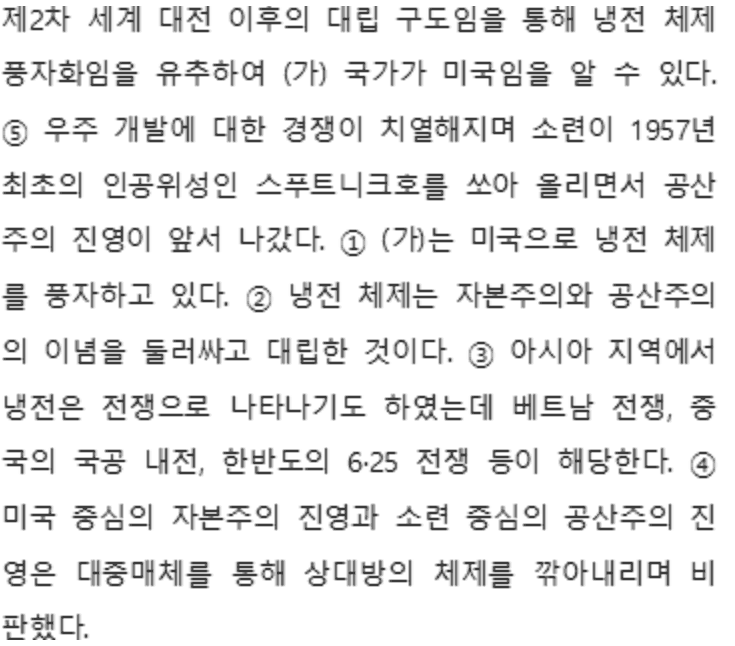 제2차 세계 대전 이후의 대립 구도임을 통해 냉전 체제
풍자화임을 유추하여 (가) 국가가 미국임을 알 수 있다.
⑤ 우주 개발에 대한 경쟁이 치열해지며 소련이 1957년
최초의 인공위성인 스푸트니크호를 쏘아 올리면서 공산
주의 진영이 앞서 나갔다. ① (가)는 미국으로 냉전 체제
를 풍자하고 있다. ② 냉전 체제는 자본주의와 공산주의
의 이념을 둘러싸고 대립한 것이다. ③ 아시아 지역에서
냉전은 전쟁으로 나타나기도 하였는데 베트남 전쟁, 중
국의 국공 내전, 한반도의 6·25 전쟁 등이 해당한다. ④
미국 중심의 자본주의 진영과 소련 중심의 공산주의 진
영은 대중매체를 통해 상대방의 체제를 깎아내리며 비
판했다.